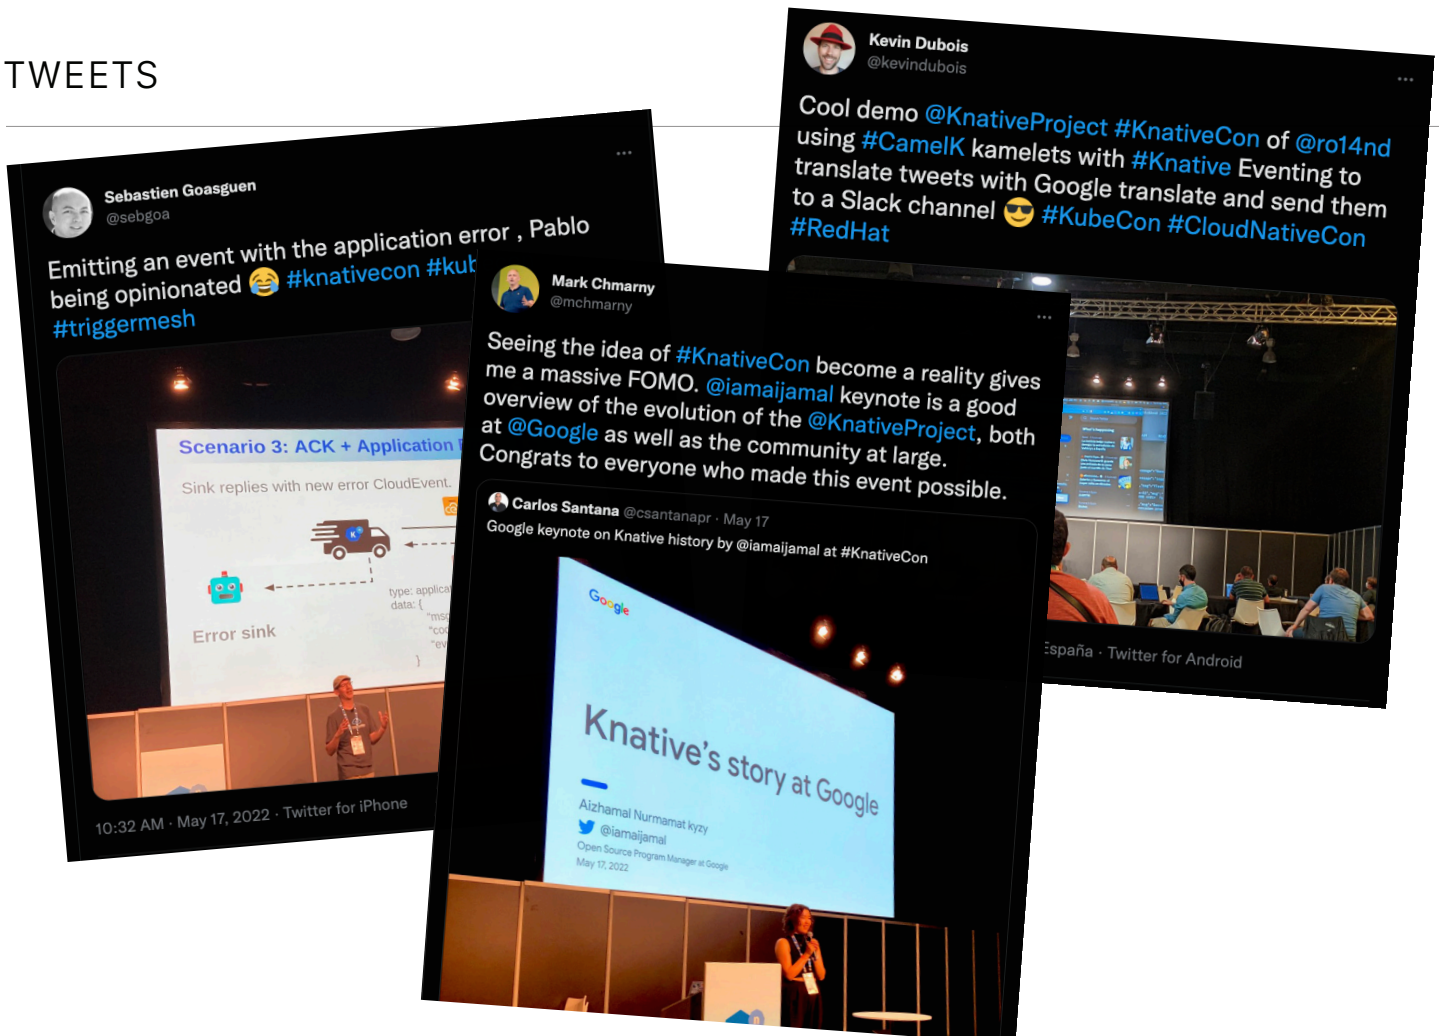 TWEETS
Sebastien Goasguen
@sebgoa
Emitting an event with the application error , Pablo
being opinionated 😂 #knativecon #kub
#triggermesh
Scenario 3: ACK + Application
Sink replies with new error CloudEvent.
type: applica
data: {
"msg
"cod
"ev
}
Error sink
10:32 AM · May 17, 2022 · Twitter for iPhone
Mark Chmarny
@mchmarny
Seeing the idea of #KnativeCon become a reality gives
me a massive FOMO. @iamaijamal keynote is a good
overview of the evolution of the @KnativeProject, both
at @Google as well as the community at large.
Congrats to everyone who made this event possible.
Carlos Santana @csantanapr · May 17
Google keynote on Knative history by @iamaijamal at #KnativeCon
Google
Knative's story at Google
Aizhamal Nurmamat kyzy
@iamaijamal
Open Source Program Manager at Google
May 17, 2022
Kevin Dubois
@kevindubois
Cool demo @KnativeProject #KnativeCon of @ro14nd
using #CamelK kamelets with #Knative Eventing to
translate tweets with Google translate and send them
to a Slack channel 😎 #KubeCon #CloudNativeCon
#RedHat
España · Twitter for Android